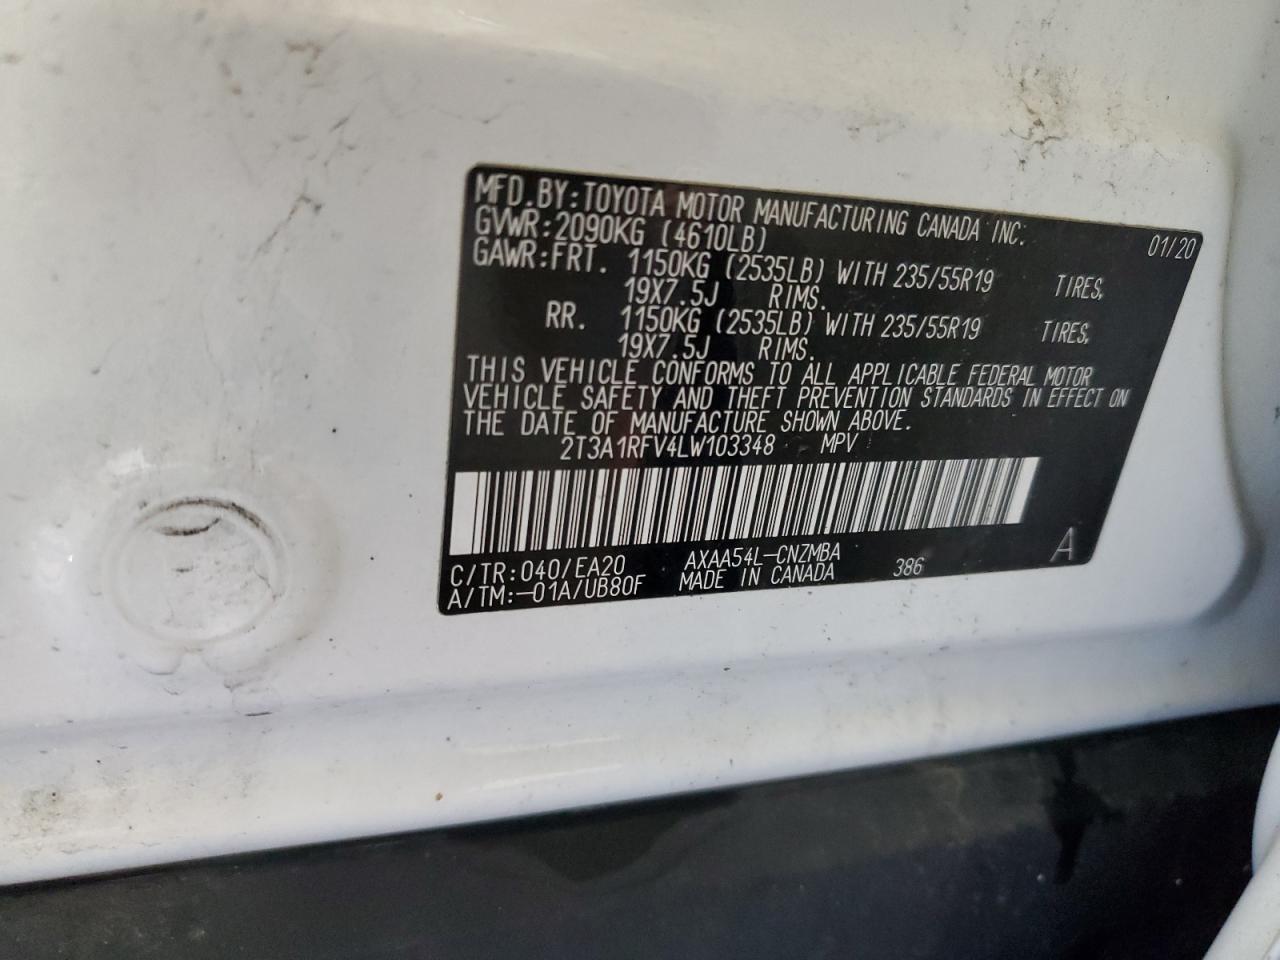 MFD.BY:TOYOTA MOTOR MANUFACTURING CANADA INC.
GVWR:2090KG (4610LB) 01/20
GAWR:FRT. 1150KG (2535LB) WITH 235/55R19 TIRES,
19X7.5J RIMS.
RR. 1150KG (2535LB) WITH 235/55R19 TIRES,
19X7.5J RIMS.
THIS VEHICLE CONFORMS TO ALL APPLICABLE FEDERAL MOTOR
VEHICLE SAFETY AND THEFT PREVENTION STANDARDS IN EFFECT ON
THE DATE OF MANUFACTURE SHOWN ABOVE.
2T3A1RFV4LW103348 MPV
C/TR:040/EA20 AXAA54L-CNZMBA A
A/TM:-01A/UB80F MADE IN CANADA 386